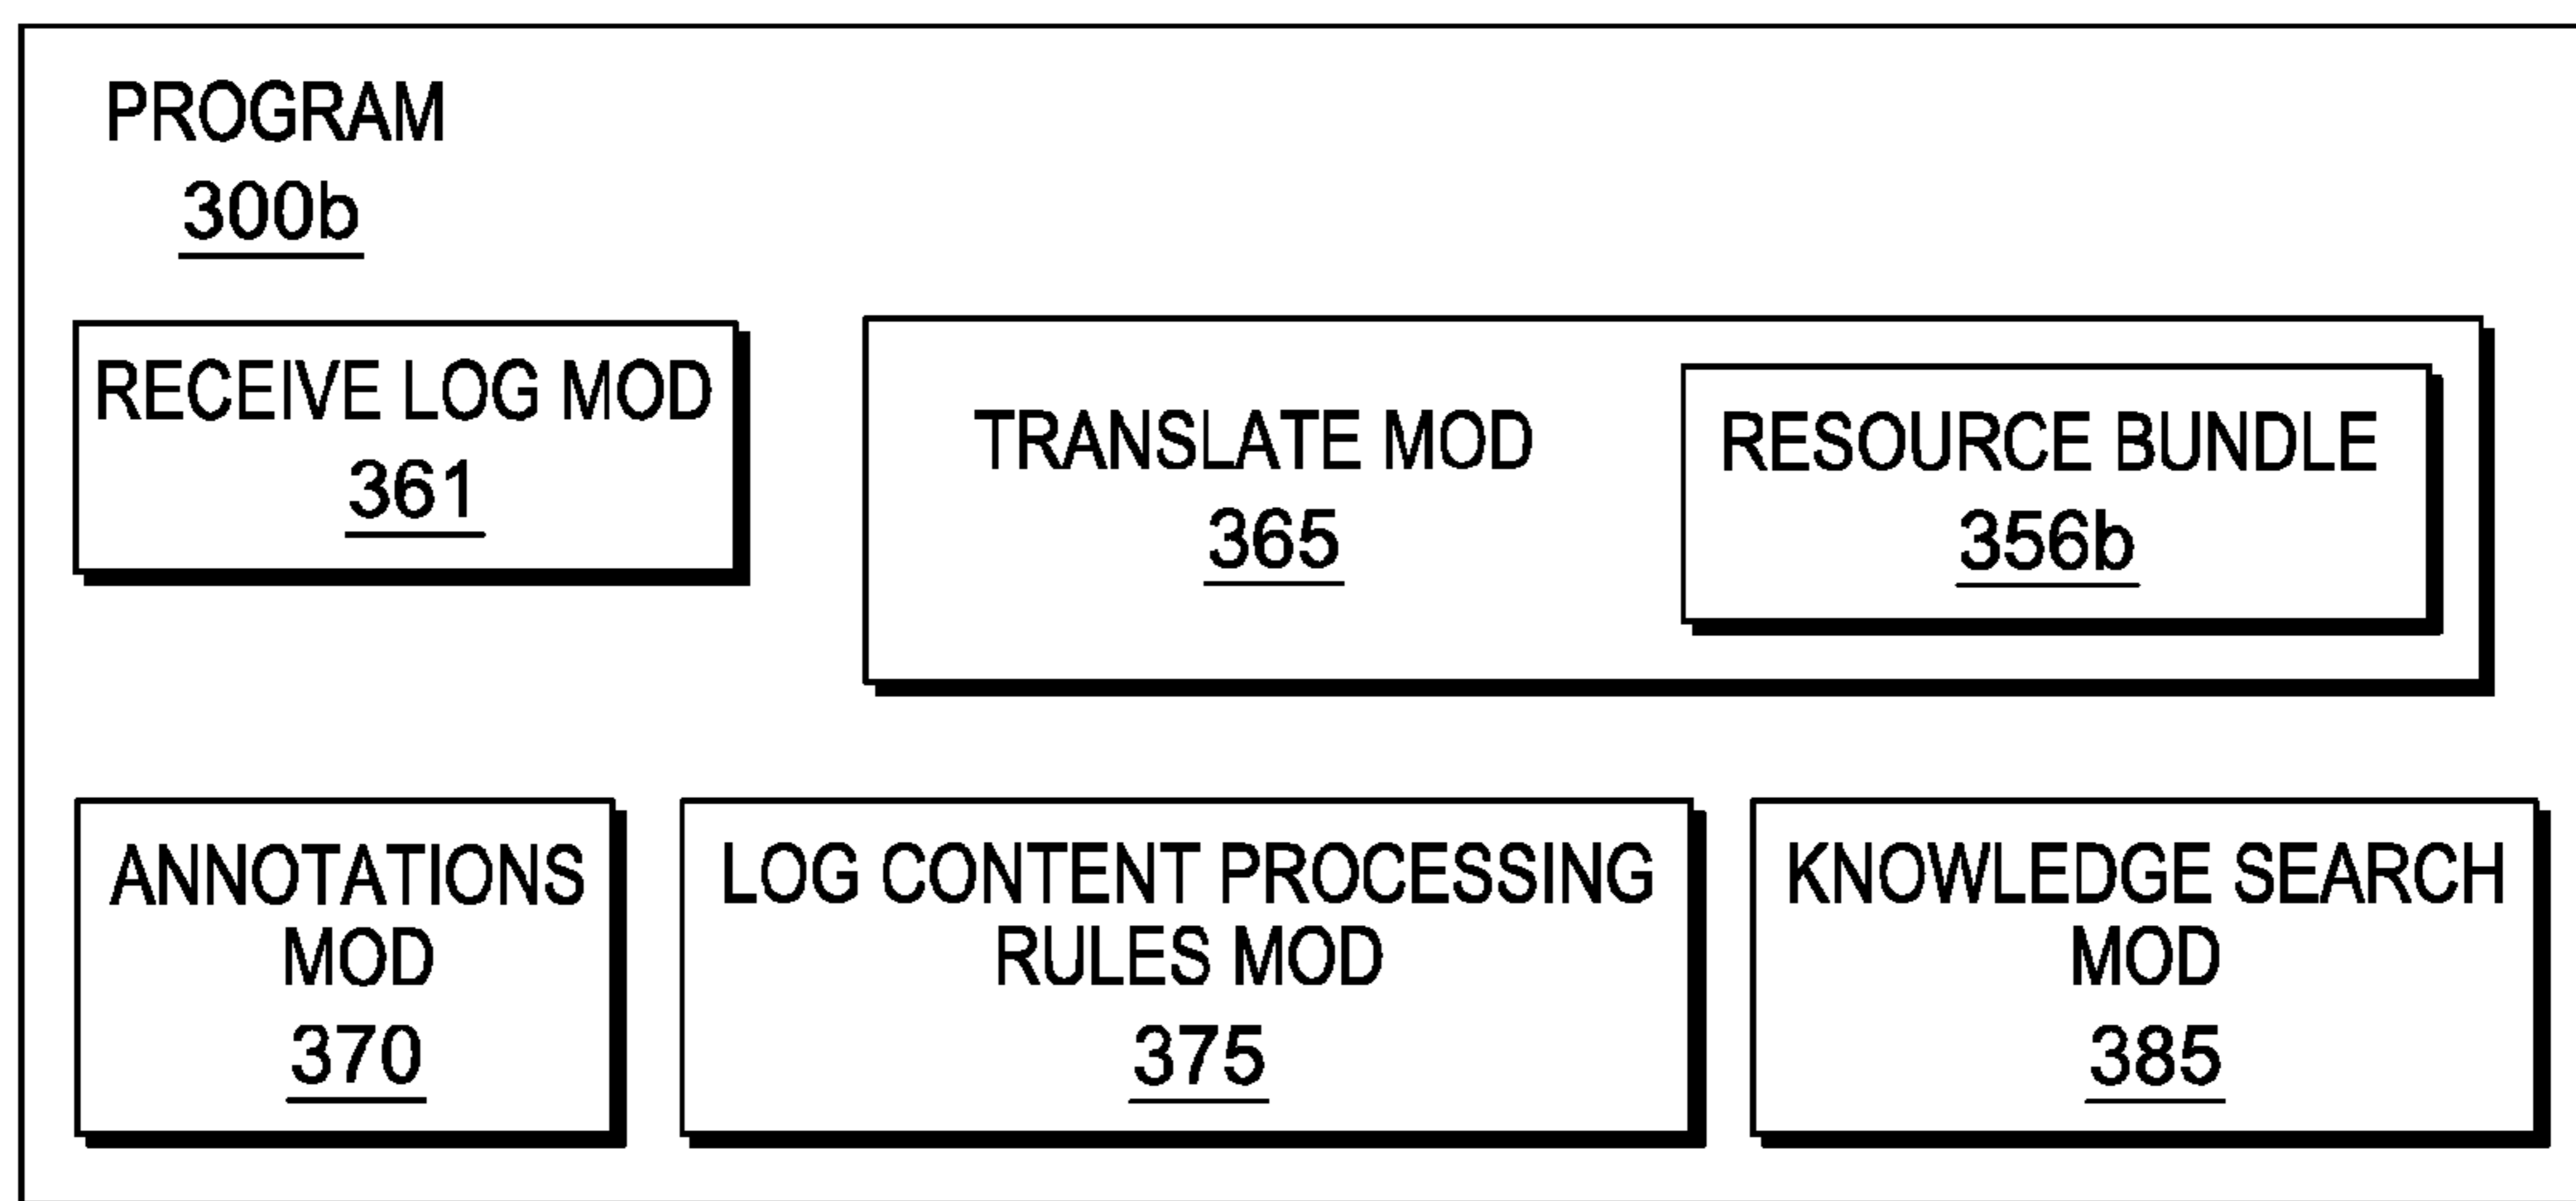 PROGRAM
300b
RECEIVE LOG MOD
361
TRANSLATE MOD
365
RESOURCE BUNDLE
356b
ANNOTATIONS
MOD
370
LOG CONTENT PROCESSING
RULES MOD
375
KNOWLEDGE SEARCH
MOD
385